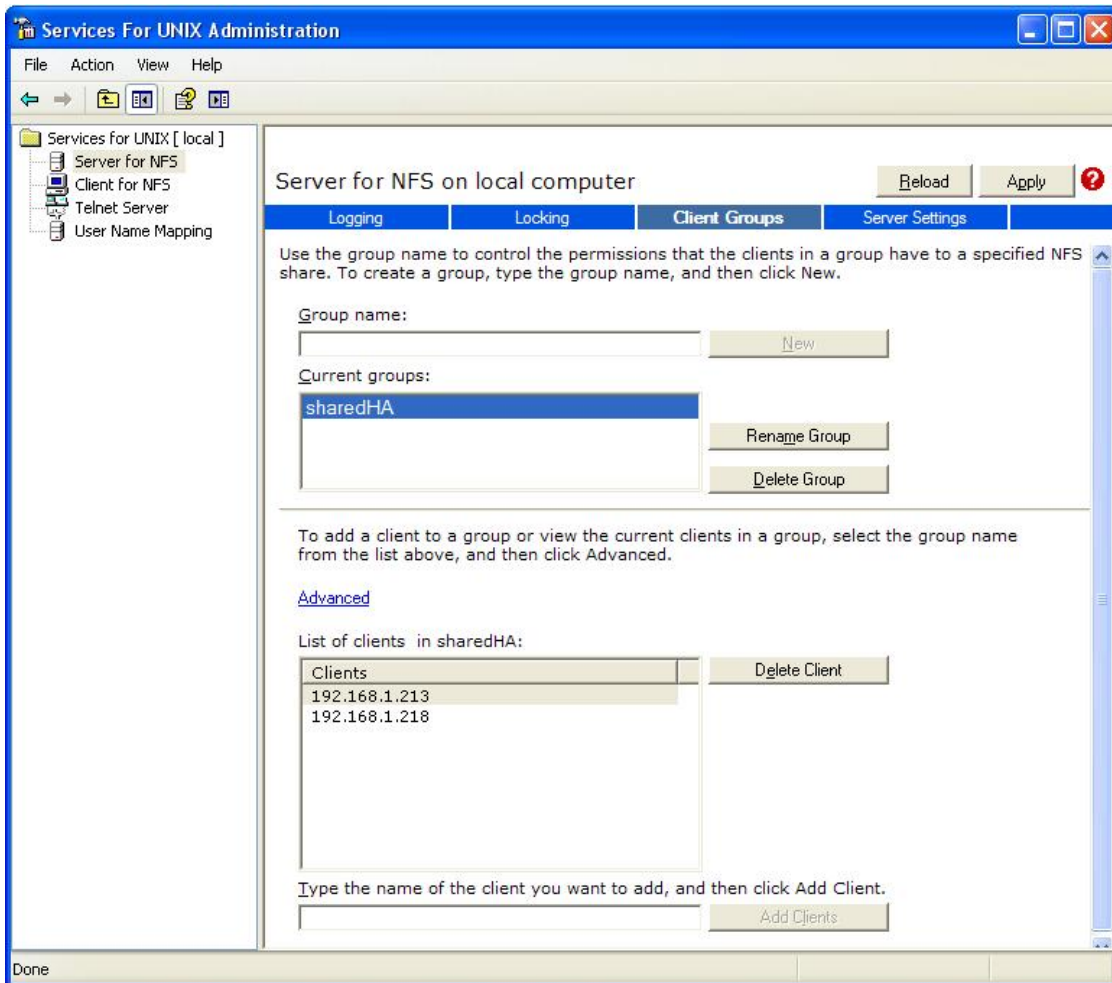 Services For UNIX Administration
File Action View Help
Services for UNIX [ local ]
Server for NFS
Client for NFS
Telnet Server
User Name Mapping
Server for NFS on local computer
Reload
Apply
?
Logging
Locking
Client Groups
Server Settings
Use the group name to control the permissions that the clients in a group have to a specified NFS
share. To create a group, type the group name, and then click New.
Group name:
New
Current groups:
sharedHA
Rename Group
Delete Group
To add a client to a group or view the current clients in a group, select the group name
from the list above, and then click Advanced.
Advanced
List of clients in sharedHA:
Clients
Delete Client
192.168.1.213
192.168.1.218
Type the name of the client you want to add, and then click Add Client.
Add Clients
Done